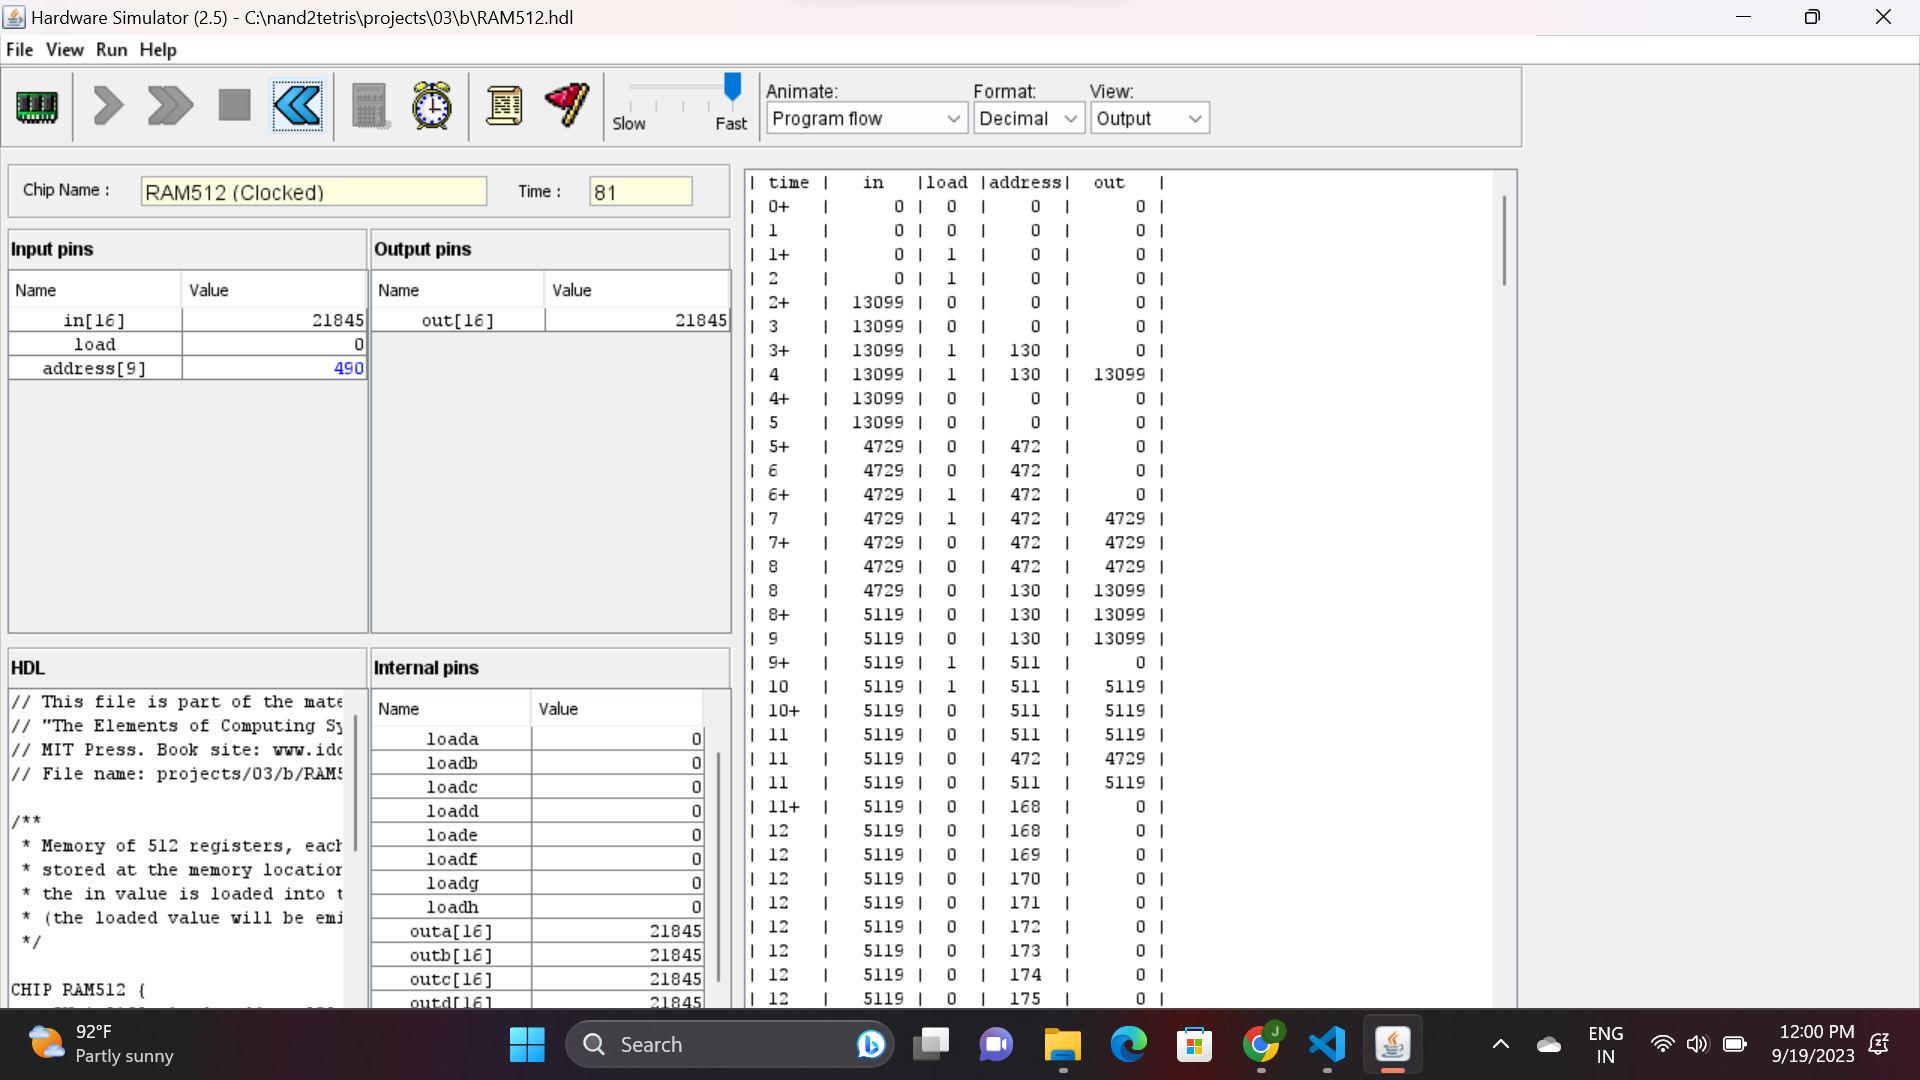 Hardware Simulator (2.5) - C:\nand2tetris\projects\03\b\RAM512.hdl
File View Run Help
Slow Fast
Animate:
Program flow
Format:
Decimal
View:
Output
Chip Name : RAM512 (Clocked) Time : 81
Input pins
Name Value
in[16] 21845
load 0
address[9] 490
Output pins
Name Value
out[16] 21845
HDL
// This file is part of the mate
// "The Elements of Computing Sy
// MIT Press. Book site: www.idc
// File name: projects/03/b/RAM5
/**
* Memory of 512 registers, each
* stored at the memory location
* the in value is loaded into t
* (the loaded value will be emi
*/
CHIP RAM512 {
Internal pins
Name Value
loada 0
loadb 0
loadc 0
loadd 0
loade 0
loadf 0
loadg 0
loadh 0
outa[16] 21845
outb[16] 21845
outc[16] 21845
outd[16] 21845
| time | in |load |address| out |
| 0+ | 0 | 0 | 0 | 0 |
| 1 | 0 | 0 | 0 | 0 |
| 1+ | 0 | 1 | 0 | 0 |
| 2 | 0 | 1 | 0 | 0 |
| 2+ | 13099 | 0 | 0 | 0 |
| 3 | 13099 | 0 | 0 | 0 |
| 3+ | 13099 | 1 | 130 | 0 |
| 4 | 13099 | 1 | 130 | 13099 |
| 4+ | 13099 | 0 | 0 | 0 |
| 5 | 13099 | 0 | 0 | 0 |
| 5+ | 4729 | 0 | 472 | 0 |
| 6 | 4729 | 0 | 472 | 0 |
| 6+ | 4729 | 1 | 472 | 0 |
| 7 | 4729 | 1 | 472 | 4729 |
| 7+ | 4729 | 0 | 472 | 4729 |
| 8 | 4729 | 0 | 472 | 4729 |
| 8 | 4729 | 0 | 130 | 13099 |
| 8+ | 5119 | 0 | 130 | 13099 |
| 9 | 5119 | 0 | 130 | 13099 |
| 9+ | 5119 | 1 | 511 | 0 |
| 10 | 5119 | 1 | 511 | 5119 |
| 10+ | 5119 | 0 | 511 | 5119 |
| 11 | 5119 | 0 | 511 | 5119 |
| 11 | 5119 | 0 | 472 | 4729 |
| 11 | 5119 | 0 | 511 | 5119 |
| 11+ | 5119 | 0 | 168 | 0 |
| 12 | 5119 | 0 | 168 | 0 |
| 12 | 5119 | 0 | 169 | 0 |
| 12 | 5119 | 0 | 170 | 0 |
| 12 | 5119 | 0 | 171 | 0 |
| 12 | 5119 | 0 | 172 | 0 |
| 12 | 5119 | 0 | 173 | 0 |
| 12 | 5119 | 0 | 174 | 0 |
| 12 | 5119 | 0 | 175 | 0 |
92°F
Partly sunny
Search
J
ENG
IN
12:00 PM
9/19/2023